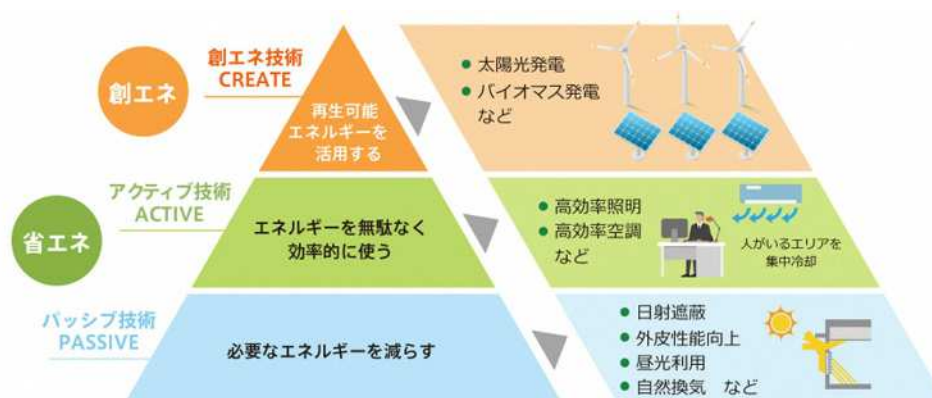 創エネ
創エネ技術
CREATE
再生可能
エネルギーを
活用する
● 太陽光発電
● バイオマス発電
など
省エネ
アクティブ技術
ACTIVE
エネルギーを無駄なく
効率的に使う
● 高効率照明
● 高効率空調
など
人がいるエリアを
集中冷却
パッシブ技術
PASSIVE
必要なエネルギーを減らす
● 日射遮蔽
● 外皮性能向上
● 昼光利用
● 自然換気 など